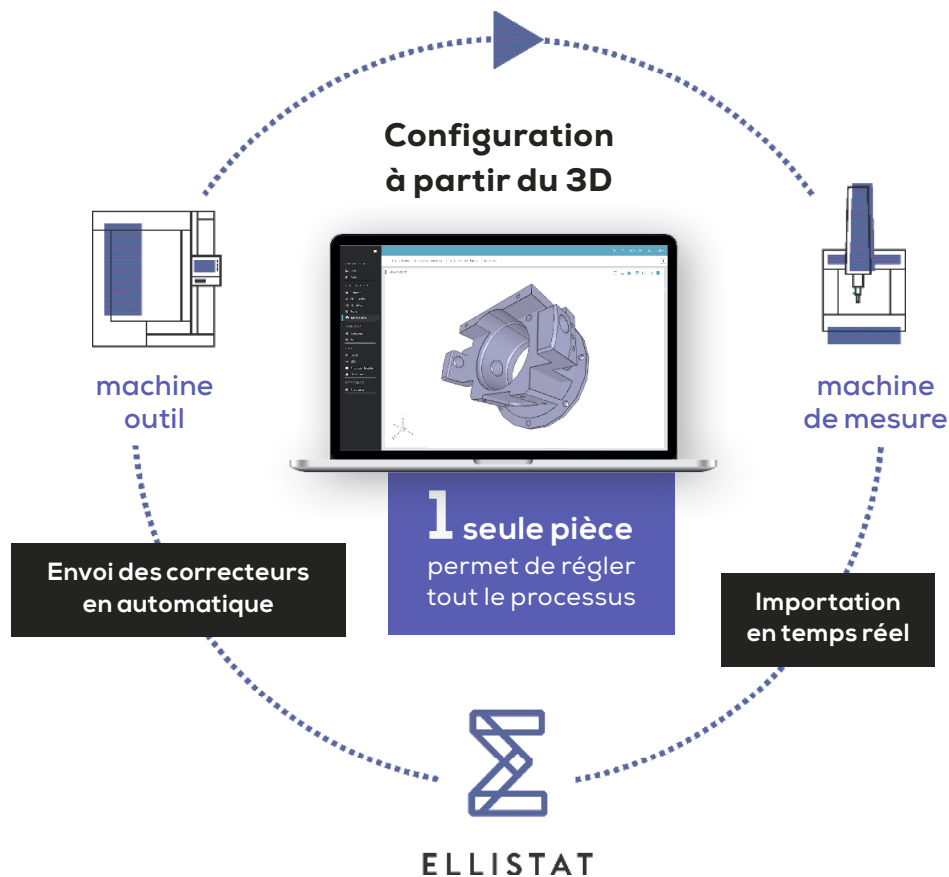 Configuration
à partir du 3D
machine
outil
machine
de mesure
1 seule pièce
permet de régler
tout le processus
Envoi des correcteurs
en automatique
Importation
en temps réel
ELLISTAT